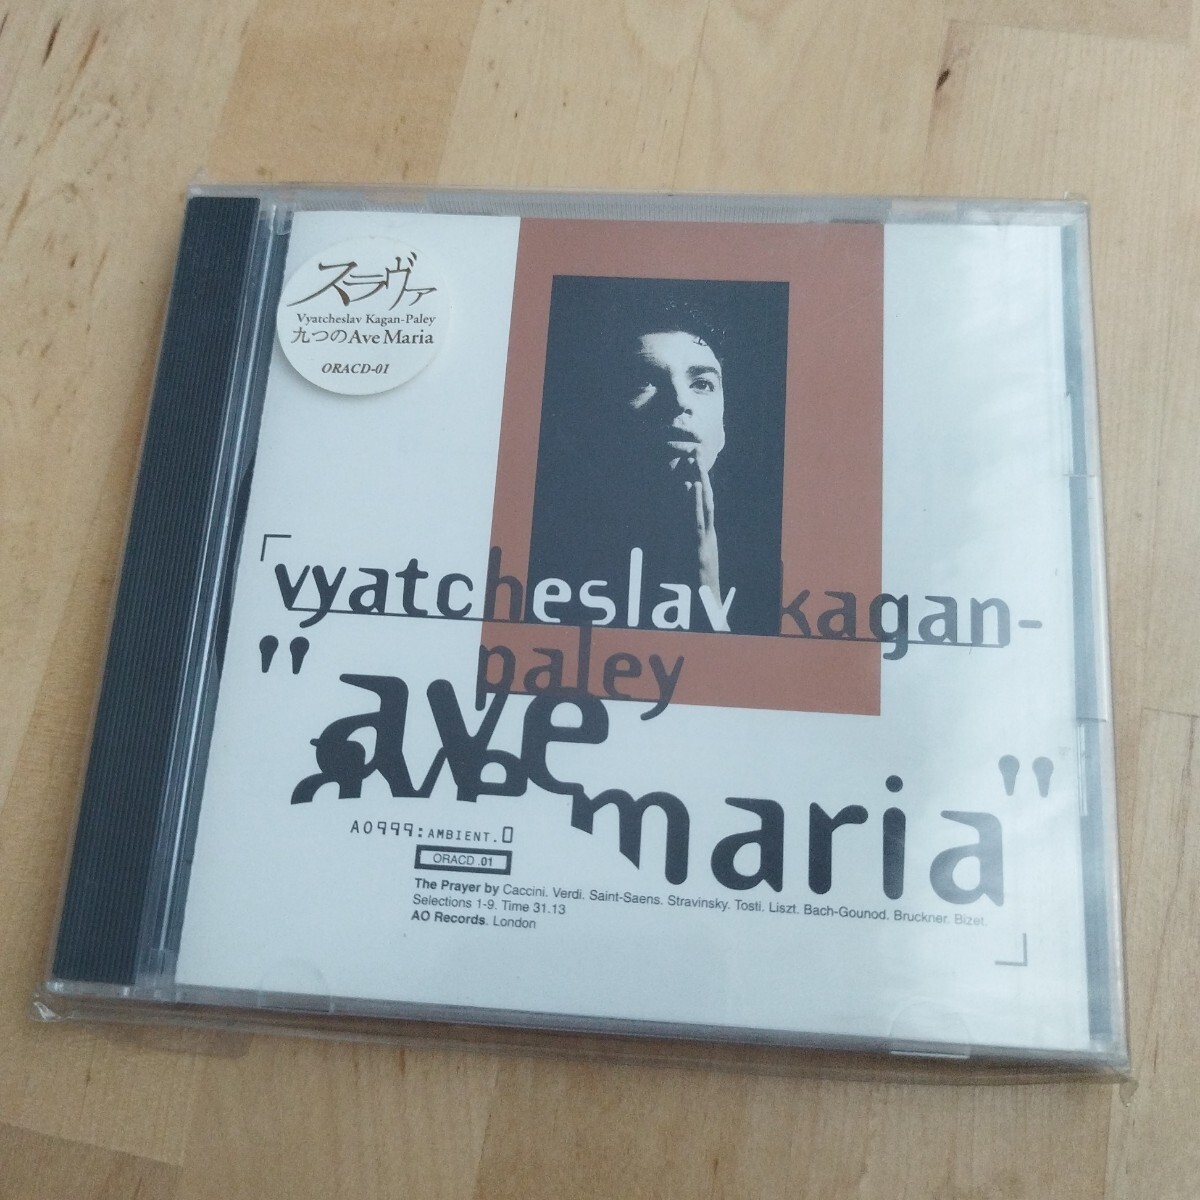 スラヴァ
Vyatcheslav Kagan-Paley
九つのAve Maria
ORACD-01
「vyatcheslav kagan-
paley
"ave
ave maria"
AO999:AMBIENT.0
ORACD .01
The Prayer by Caccini. Verdi. Saint-Saens. Stravinsky. Tosti. Liszt. Bach-Gounod. Bruckner. Bizet.
Selections 1-9. Time 31.13
AO Records. London
」